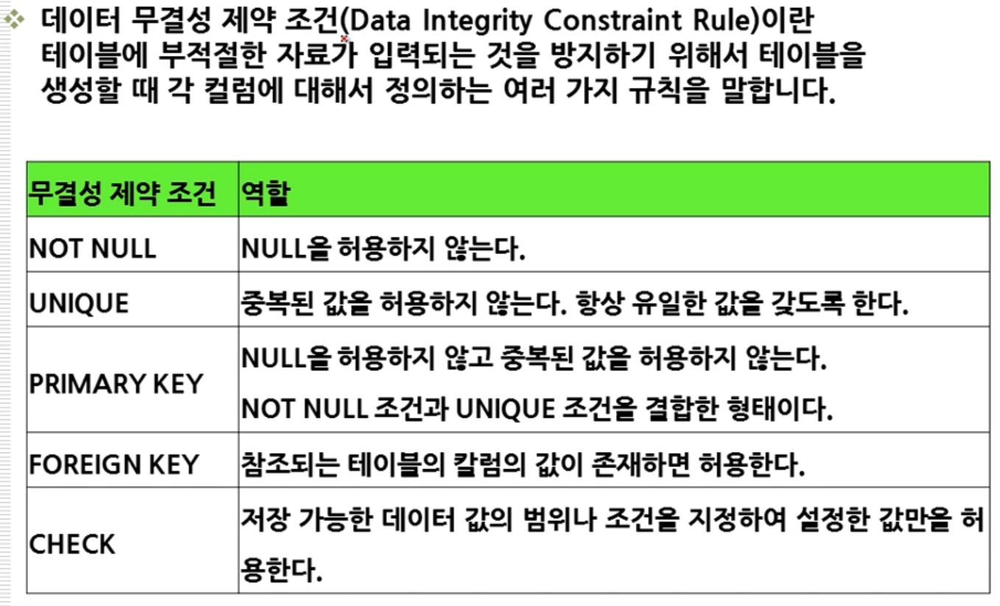 데이터 무결성 제약 조건(Data Integrity Constraint Rule)이란
테이블에 부적절한 자료가 입력되는 것을 방지하기 위해서 테이블을
생성할 때 각 컬럼에 대해서 정의하는 여러 가지 규칙을 말합니다.
무결성 제약 조건 역할
NOT NULL NULL을 허용하지 않는다.
UNIQUE 중복된 값을 허용하지 않는다. 항상 유일한 값을 갖도록 한다.
PRIMARY KEY NULL을 허용하지 않고 중복된 값을 허용하지 않는다.
NOT NULL 조건과 UNIQUE 조건을 결합한 형태이다.
FOREIGN KEY 참조되는 테이블의 칼럼의 값이 존재하면 허용한다.
CHECK 저장 가능한 데이터 값의 범위나 조건을 지정하여 설정한 값만을 허
용한다.